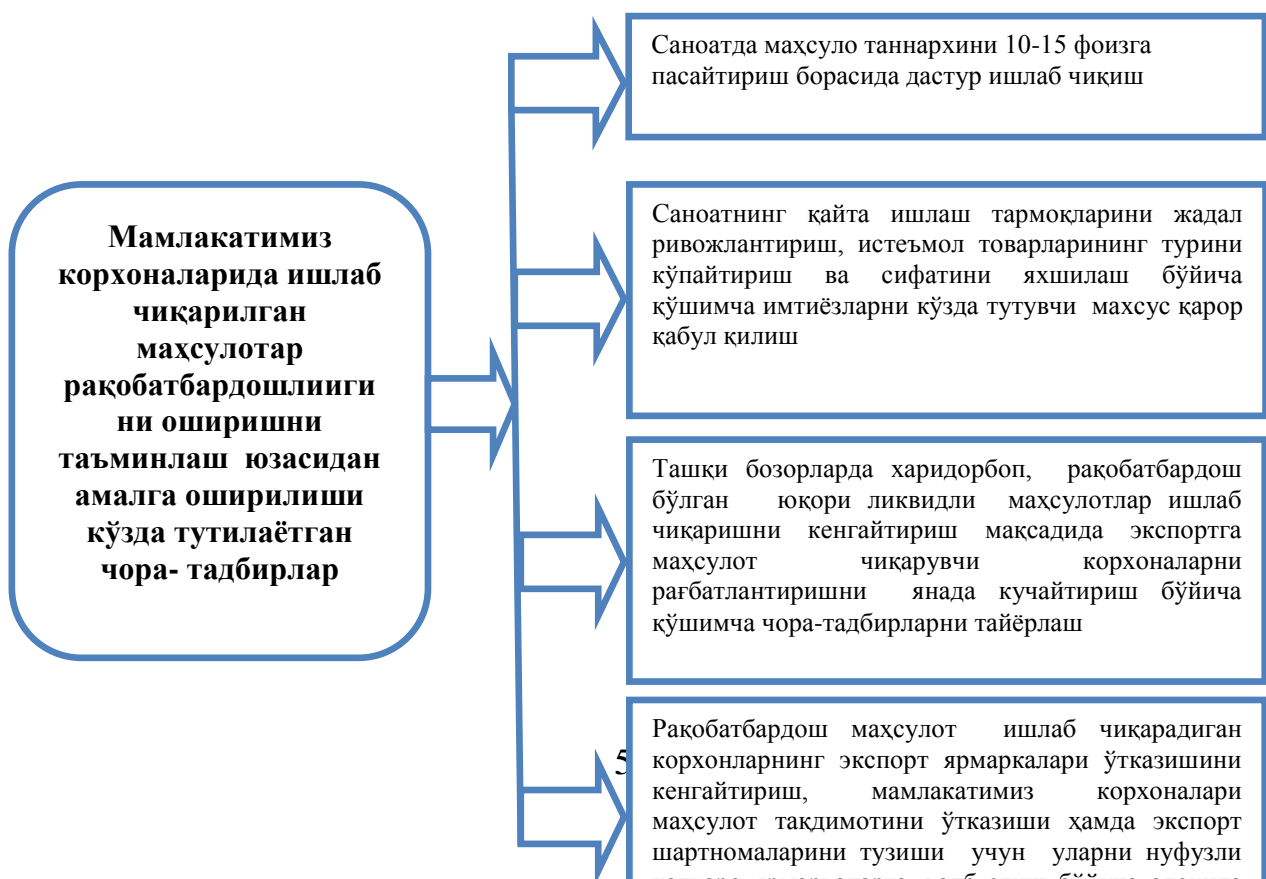 Мамлакатимиз
корхоналарида ишлаб
чиқарилган
маҳсулотар
рақобатбардошлииги
ни оширишни
таъминлаш юзасидан
амалга оширилиши
кўзда тутилаётган
чора- тадбирлар
Саноатда маҳсуло таннархини 10-15 фоизга
пасайтириш борасида дастур ишлаб чиқиш
Саноатнинг қайта ишлаш тармоқларини жадал
ривожлантириш, истеъмол товарларининг турини
кўпайтириш ва сифатини яхшилаш бўйича
қўшимча имтиёзларни кўзда тутувчи махсус қарор
қабул қилиш
Ташқи бозорларда харидорбоп, рақобатбардош
бўлган юқори ликвидли маҳсулотлар ишлаб
чиқаришни кенгайтириш мақсадида экспортга
маҳсулот чиқарувчи корхоналарни
рағбатлантиришни янада кучайтириш бўйича
қўшимча чора-тадбирларни тайёрлаш
Рақобатбардош маҳсулот ишлаб чиқарадиган
корхонларнинг экспорт ярмаркалари ўтказишини
кенгайтириш, мамлакатимиз корхоналари
маҳсулот тақдимотини ўтказиши ҳамда экспорт
шартномаларини тузиши учун уларни нуфузли
5